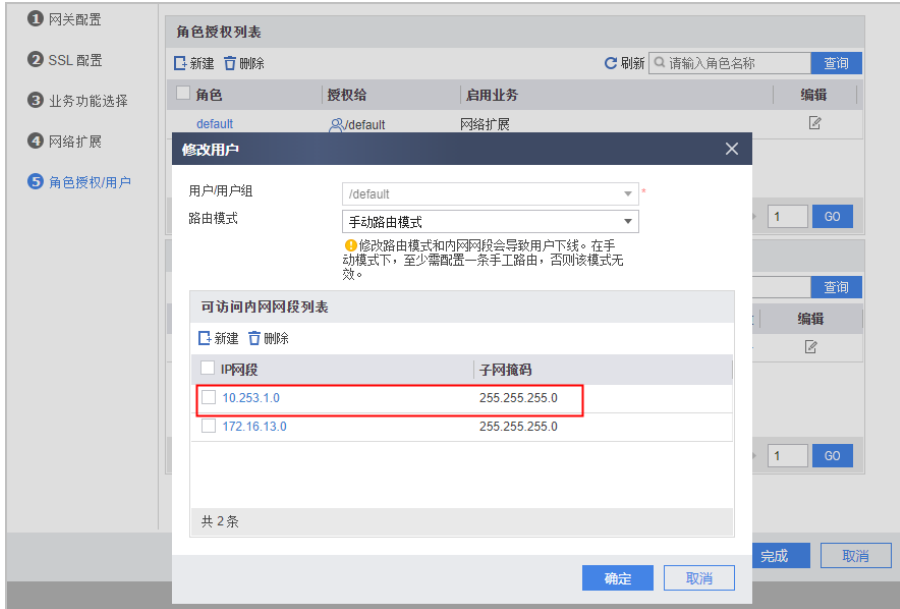 1 网关配置
2 SSL 配置
3 业务功能选择
4 网络扩展
5 角色授权/用户
角色授权列表
新建 删除 刷新 请输入角色名称 查询
角色 授权给 启用业务 编辑
default /default 网络扩展
1 GO
查询
编辑
1 GO
修改用户
用户/用户组 /default *
路由模式 手动路由模式
修改路由模式和内网网段会导致用户下线。在手
动模式下，至少需配置一条手工路由，否则该模式无
效。
可访问内网网段列表
新建 删除
IP网段 子网掩码
10.253.1.0 255.255.255.0
172.16.13.0 255.255.255.0
共 2 条
确定 取消
完成 取消